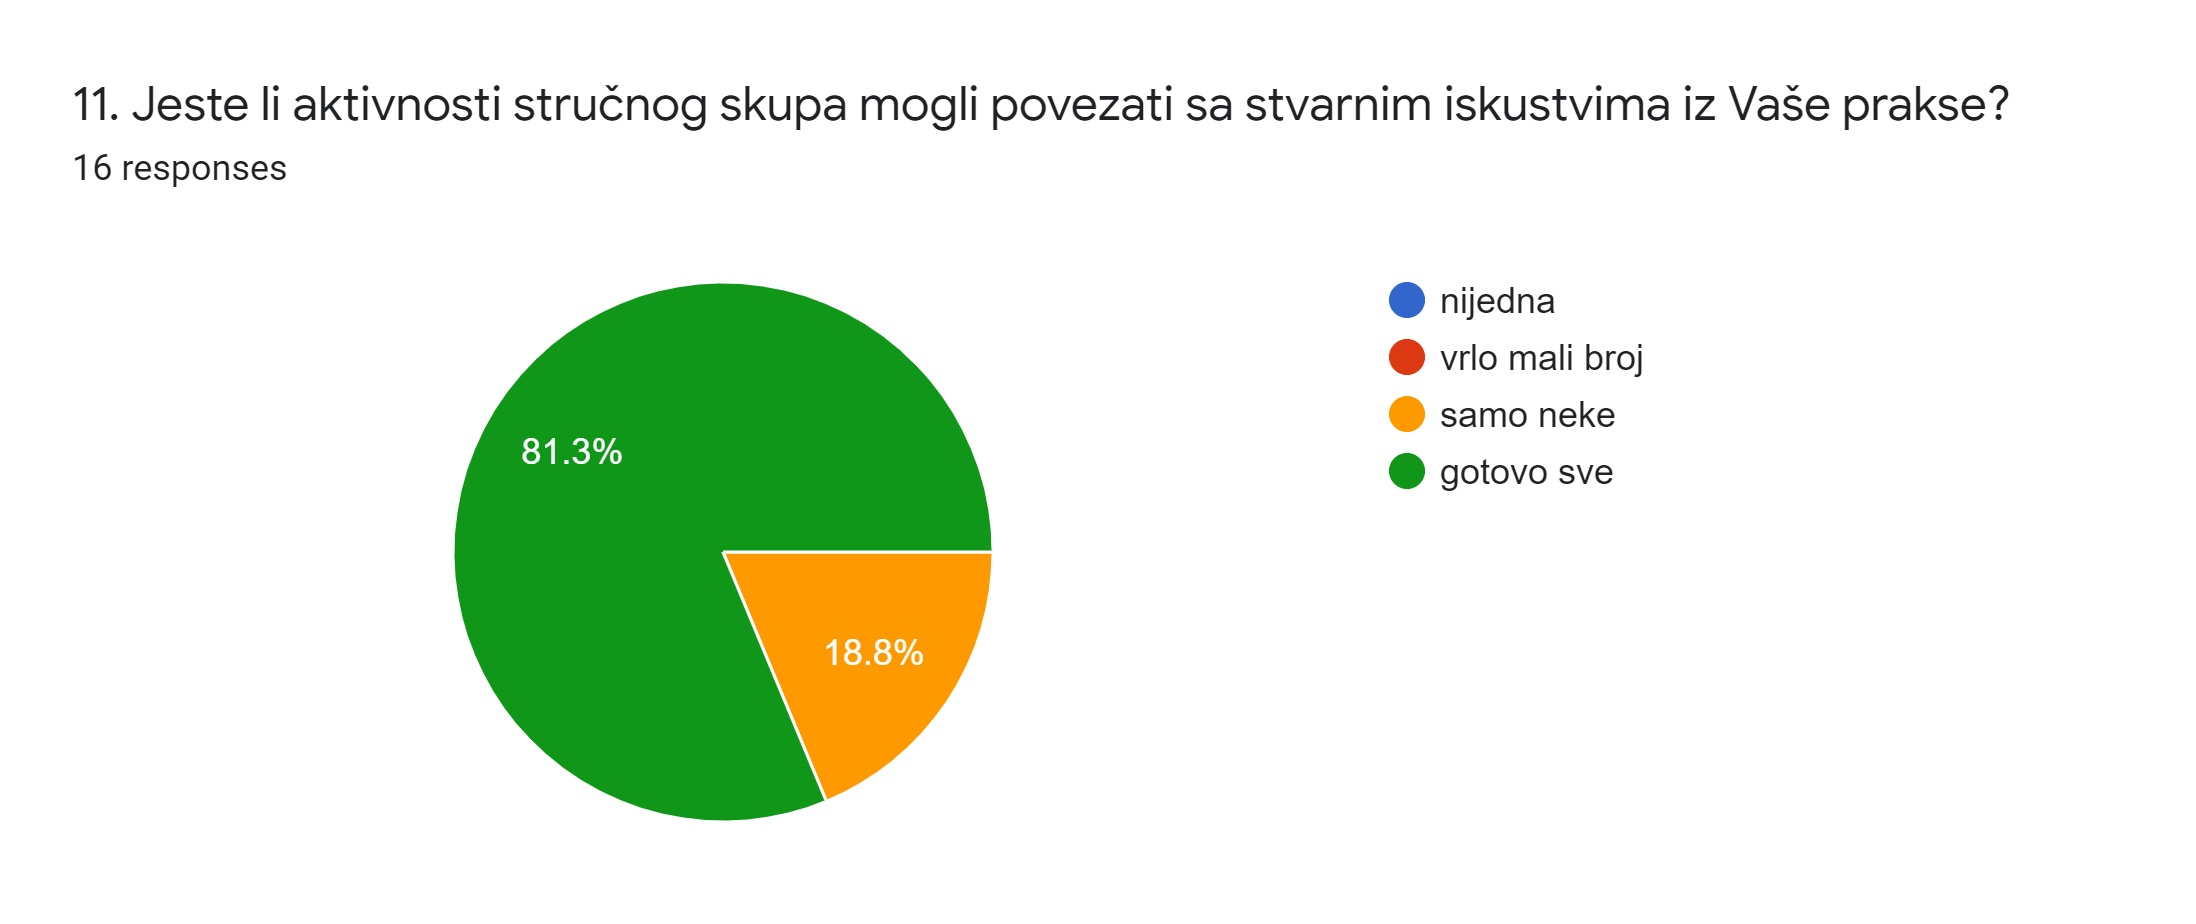 11. Jeste li aktivnosti stručnog skupa mogli povezati sa stvarnim iskustvima iz Vaše prakse?
16 responses
nijedna
vrlo mali broj
samo neke
gotovo sve
81.3%
18.8%